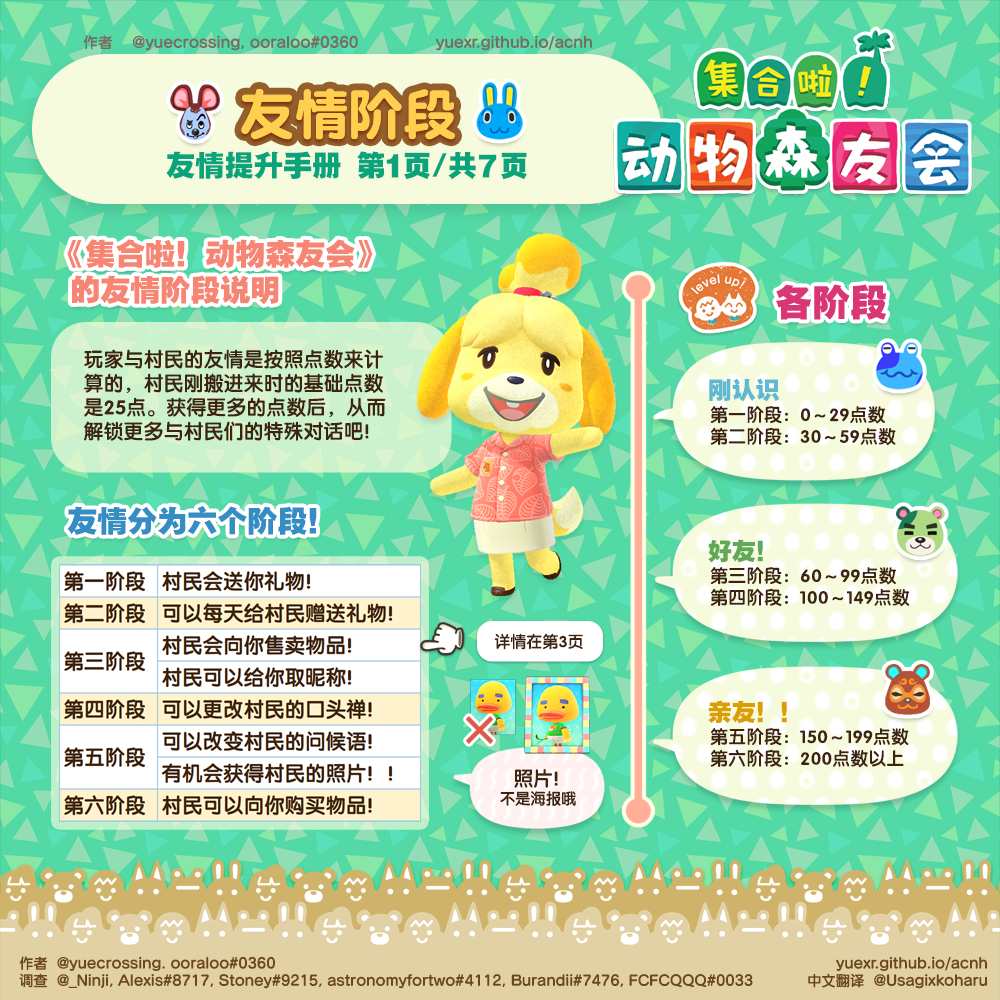 作者 @yuecrossing, ooraloo#0360 yuexr.github.io/acnh
集合啦!
动物森友会
友情阶段
友情提升手册 第1页/共7页
《集合啦！动物森友会》
的友情阶段说明
玩家与村民的友情是按照点数来计
算的，村民刚搬进来时的基础点数
是25点。获得更多的点数后，从而
解锁更多与村民们的特殊对话吧!
友情分为六个阶段!
第一阶段 村民会送你礼物!
第二阶段 可以每天给村民赠送礼物!
第三阶段 村民会向你售卖物品!
村民可以给你取昵称!
第四阶段 可以更改村民的口头禅!
第五阶段 可以改变村民的问候语!
有机会获得村民的照片！！
第六阶段 村民可以向你购买物品!
详情在第3页
照片!
不是海报哦
level up!
各阶段
刚认识
第一阶段：0～29点数
第二阶段：30～59点数
好友!
第三阶段：60～99点数
第四阶段：100～149点数
亲友！！
第五阶段：150～199点数
第六阶段：200点数以上
作者 @yuecrossing. ooraloo#0360 yuexr.github.io/acnh
调查 @_Ninji, Alexis#8717, Stoney#9215, astronomyfortwo#4112, Burandii#7476, FCFCQQQ#0033 中文翻译 @Usagixkoharu